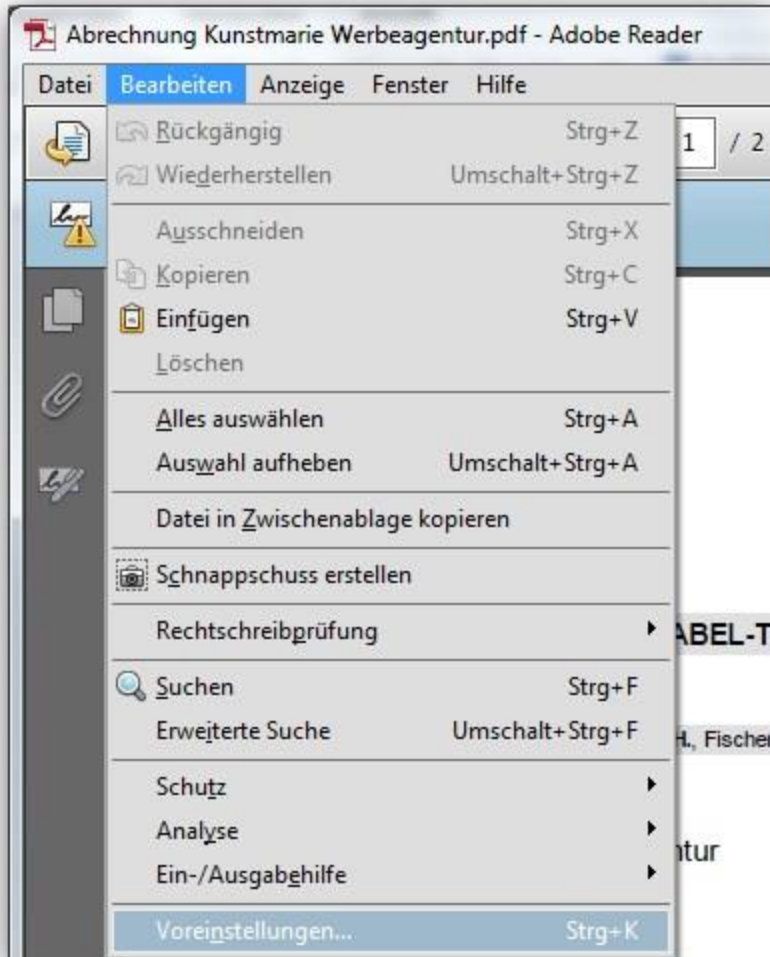 Abrechnung Kunstmarie Werbeagentur.pdf - Adobe Reader
Datei Bearbeiten Anzeige Fenster Hilfe
Rückgängig Strg+Z
1 / 2
Wiederherstellen Umschalt+Strg+Z
Ausschneiden Strg+X
Kopieren Strg+C
Einfügen Strg+V
Löschen
Alles auswählen Strg+A
Auswahl aufheben Umschalt+Strg+A
Datei in Zwischenablage kopieren
Schnappschuss erstellen
Rechtschreibprüfung
ABEL-T
Suchen Strg+F
Erweiterte Suche Umschalt+Strg+F
H., Fischer
Schutz
Analyse
ntur
Ein-/Ausgabehilfe
Voreinstellungen... Strg+K